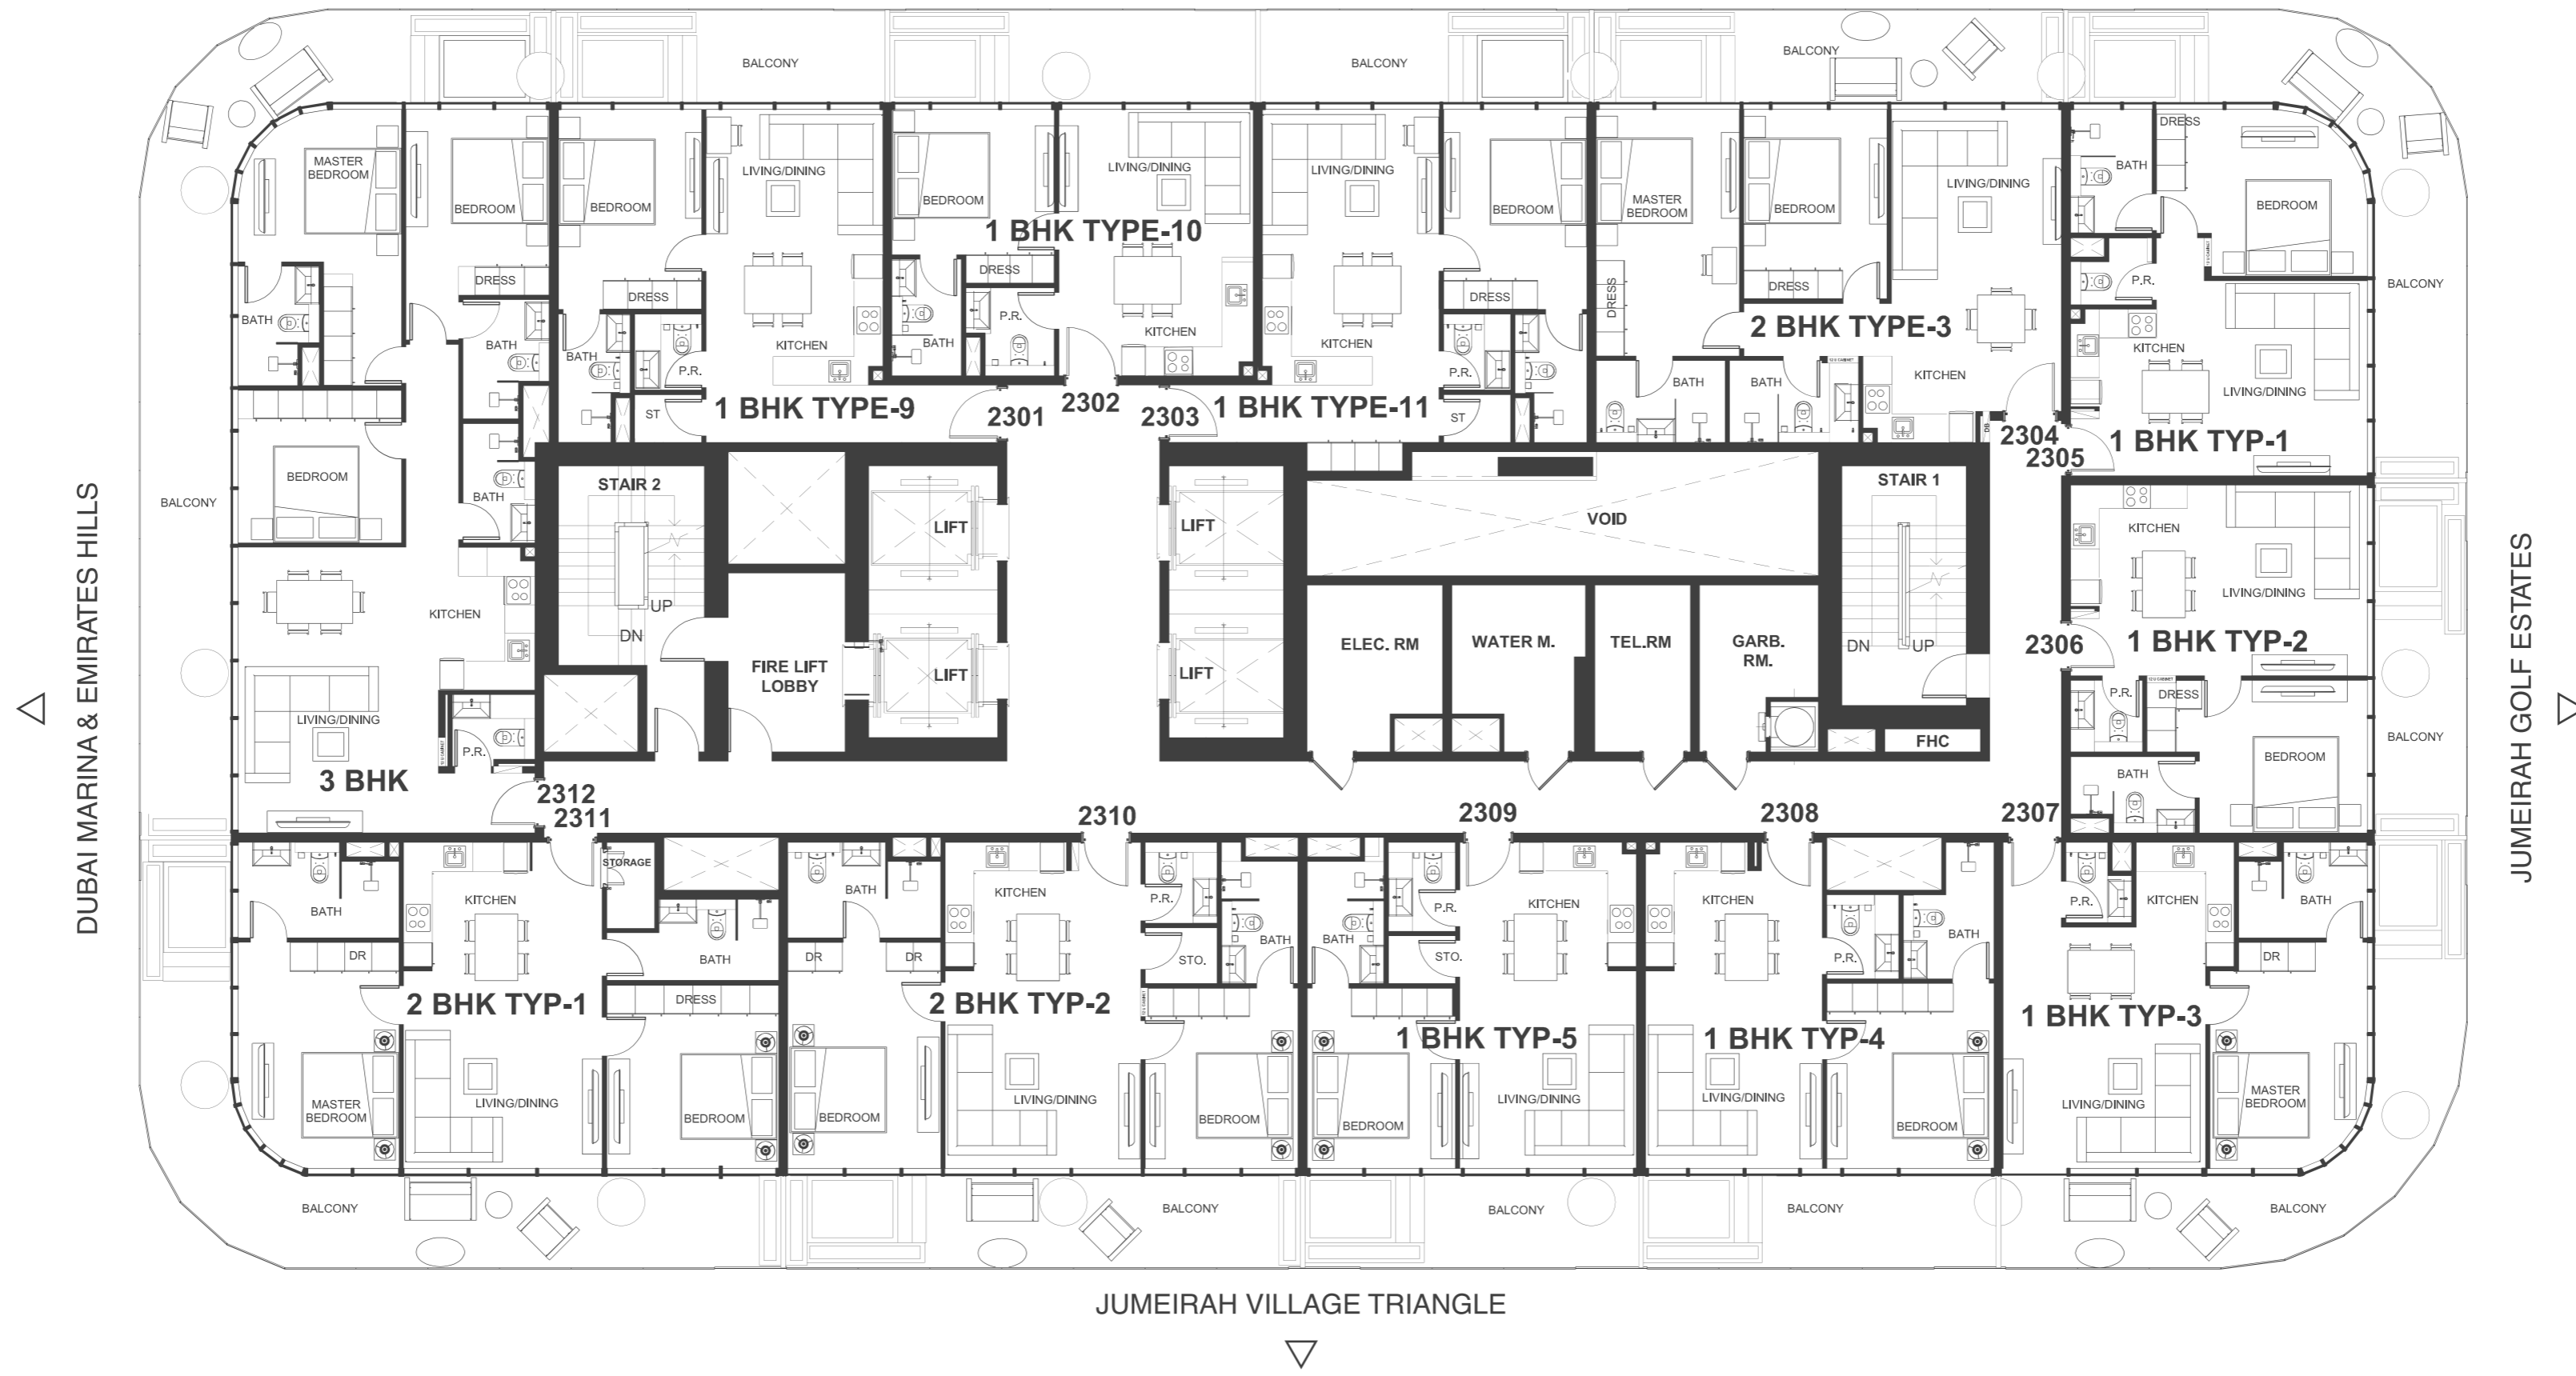 BALCONY
BALCONY
BALCONY
MASTER
BEDROOM
BEDROOM
BEDROOM
LIVING/DINING
BEDROOM
LIVING/DINING
LIVING/DINING
BEDROOM
MASTER
BEDROOM
BEDROOM
LIVING/DINING
DRESS
BATH
BEDROOM
1 BHK TYPE-10
DRESS
DRESS
DRESS
DRESS
DRESS
DRESS
P.R.
BALCONY
BATH
BATH
BATH
P.R.
KITCHEN
P.R.
BATH
KITCHEN
KITCHEN
P.R.
2 BHK TYPE-3
KITCHEN
BATH
BATH
KITCHEN
LIVING/DINING
1 BHK TYPE-9
ST
2301
2302
2303
1 BHK TYPE-11
ST
DB
2304
2305
1 BHK TYP-1
BEDROOM
BATH
BALCONY
STAIR 2
LIFT
LIFT
VOID
STAIR 1
KITCHEN
LIVING/DINING
KITCHEN
UP
DN
FIRE LIFT
LOBBY
LIFT
LIFT
ELEC. RM
WATER M.
TEL.RM
GARB.
RM.
DN
UP
2306
1 BHK TYP-2
P.R.
DRESS
LIVING/DINING
P.R.
3 BHK
FHC
BEDROOM
BATH
BALCONY
2312
2311
2310
2309
2308
2307
STORAGE
BATH
KITCHEN
BATH
DR
BATH
DR
DR
KITCHEN
P.R.
STO.
BATH
BATH
P.R.
STO.
KITCHEN
KITCHEN
P.R.
BATH
P.R.
KITCHEN
BATH
DR
2 BHK TYP-1
DRESS
2 BHK TYP-2
1 BHK TYP-5
1 BHK TYP-4
1 BHK TYP-3
MASTER
BEDROOM
LIVING/DINING
BEDROOM
BEDROOM
LIVING/DINING
BEDROOM
BEDROOM
LIVING/DINING
LIVING/DINING
BEDROOM
LIVING/DINING
MASTER
BEDROOM
BALCONY
BALCONY
BALCONY
BALCONY
BALCONY
DUBAI MARINA & EMIRATES HILLS
JUMEIRAH GOLF ESTATES
JUMEIRAH VILLAGE TRIANGLE